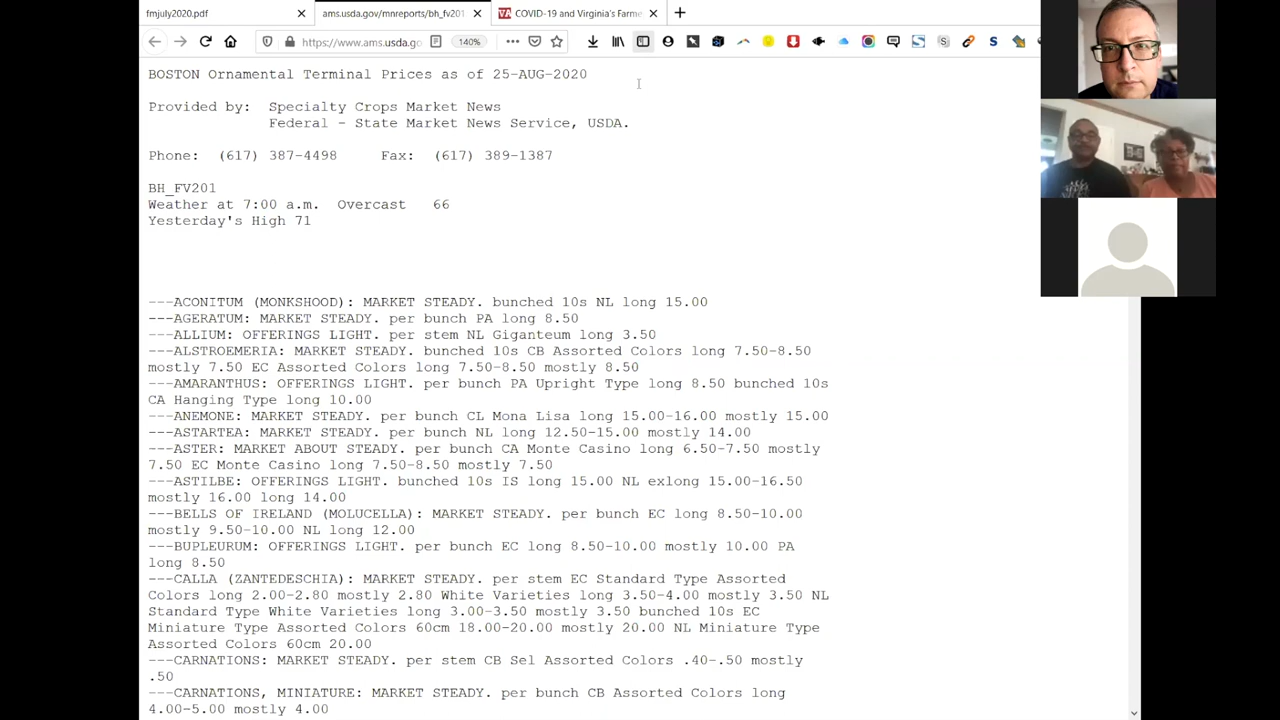 fmjuly2020.pdf
ams.usda.gov/mnreports/bh_fv201
VA COVID-19 and Virginia's Farme
https://www.ams.usda.go
140%
BOSTON Ornamental Terminal Prices as of 25-AUG-2020
Provided by: Specialty Crops Market News
Federal - State Market News Service, USDA.
Phone: (617) 387-4498 Fax: (617) 389-1387
BH_FV201
Weather at 7:00 a.m. Overcast 66
Yesterday's High 71
---ACONITUM (MONKSHOOD): MARKET STEADY. bunched 10s NL long 15.00
---AGERATUM: MARKET STEADY. per bunch PA long 8.50
---ALLIUM: OFFERINGS LIGHT. per stem NL Giganteum long 3.50
---ALSTROEMERIA: MARKET STEADY. bunched 10s CB Assorted Colors long 7.50-8.50
mostly 7.50 EC Assorted Colors long 7.50-8.50 mostly 8.50
---AMARANTHUS: OFFERINGS LIGHT. per bunch PA Upright Type long 8.50 bunched 10s
CA Hanging Type long 10.00
---ANEMONE: MARKET STEADY. per bunch CL Mona Lisa long 15.00-16.00 mostly 15.00
---ASTARTEA: MARKET STEADY. per bunch NL long 12.50-15.00 mostly 14.00
---ASTER: MARKET ABOUT STEADY. per bunch CA Monte Casino long 6.50-7.50 mostly
7.50 EC Monte Casino long 7.50-8.50 mostly 7.50
---ASTILBE: OFFERINGS LIGHT. bunched 10s IS long 15.00 NL exlong 15.00-16.50
mostly 16.00 long 14.00
---BELLS OF IRELAND (MOLUCELLA): MARKET STEADY. per bunch EC long 8.50-10.00
mostly 9.50-10.00 NL long 12.00
---BUPLEURUM: OFFERINGS LIGHT. per bunch EC long 8.50-10.00 mostly 10.00 PA
long 8.50
---CALLA (ZANTEDESCHIA): MARKET STEADY. per stem EC Standard Type Assorted
Colors long 2.00-2.80 mostly 2.80 White Varieties long 3.50-4.00 mostly 3.50 NL
Standard Type White Varieties long 3.00-3.50 mostly 3.50 bunched 10s EC
Miniature Type Assorted Colors 60cm 18.00-20.00 mostly 20.00 NL Miniature Type
Assorted Colors 60cm 20.00
---CARNATIONS: MARKET STEADY. per stem CB Sel Assorted Colors .40-.50 mostly
.50
---CARNATIONS, MINIATURE: MARKET STEADY. per bunch CB Assorted Colors long
4.00-5.00 mostly 4.00